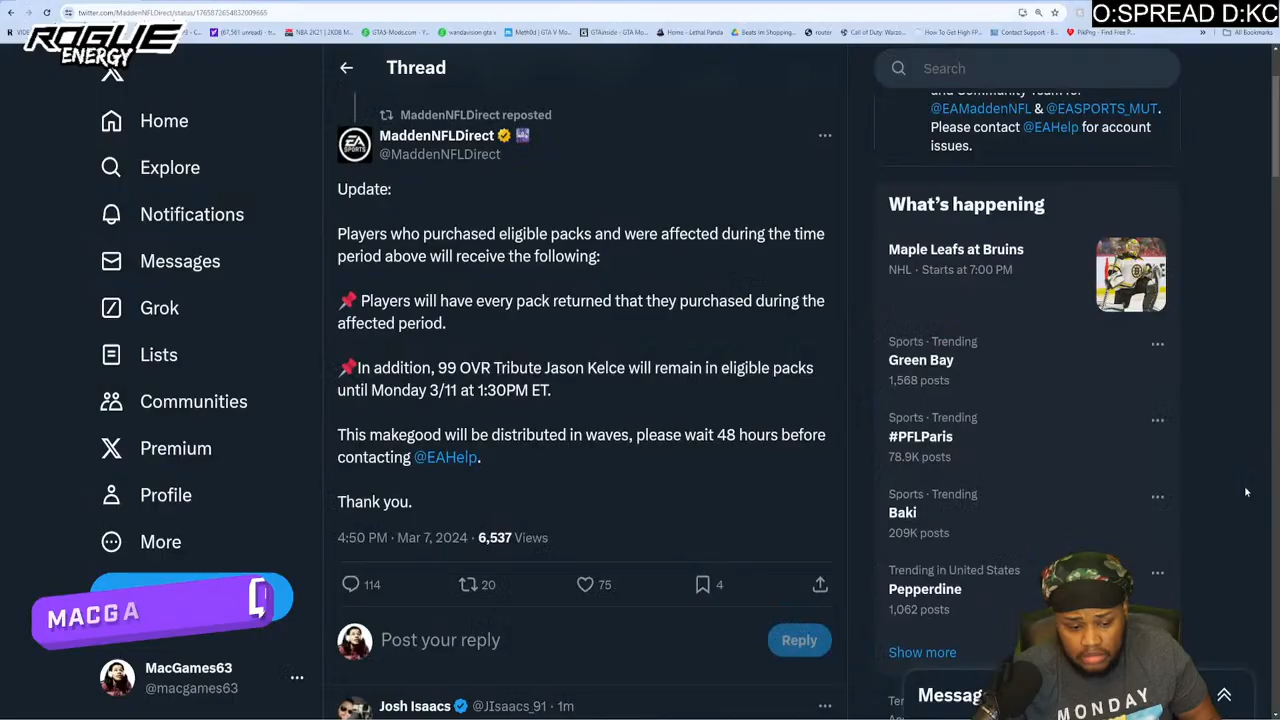 twitter.com/MaddenNFLDirect/status/1765872654832009665
O:SPREAD D:KC
ROGUE
ENERGY
All Bookmarks
Home
Explore
Notifications
Messages
Grok
Lists
Communities
Premium
Profile
More
MACGA
MacGames63
@macgames63
Thread
MaddenNFLDirect reposted
MaddenNFLDirect
@MaddenNFLDirect
Update:
Players who purchased eligible packs and were affected during the time
period above will receive the following:
📌 Players will have every pack returned that they purchased during the
affected period.
📌In addition, 99 OVR Tribute Jason Kelce will remain in eligible packs
until Monday 3/11 at 1:30PM ET.
This makegood will be distributed in waves, please wait 48 hours before
contacting @EAHelp.
Thank you.
4:50 PM · Mar 7, 2024 · 6,537 Views
114 20 75 4
Post your reply
Reply
Josh Isaacs @JIsaacs_91 · 1m
Search
and Community Team for
@EAMaddenNFL & @EASPORTS_MUT.
Please contact @EAHelp for account
issues.
What's happening
Maple Leafs at Bruins
NHL · Starts at 7:00 PM
Sports · Trending
Green Bay
1,568 posts
Sports · Trending
#PFLParis
78.9K posts
Sports · Trending
Baki
209K posts
Trending in United States
Pepperdine
1,062 posts
Show more
Messag
MONDAY